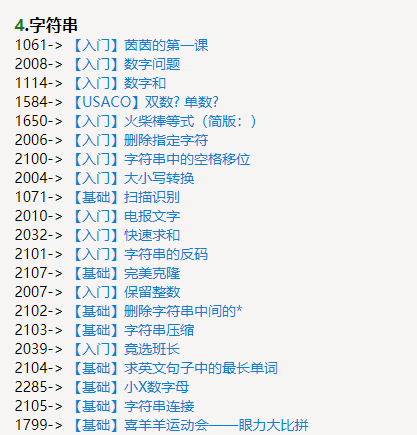 4.字符串
1061-> 【入门】茵茵的第一课
2008-> 【入门】数字问题
1114-> 【入门】数字和
1584-> 【USACO】双数? 单数?
1650-> 【入门】火柴棒等式（简版：）
2006-> 【入门】删除指定字符
2100-> 【入门】字符串中的空格移位
2004-> 【入门】大小写转换
1071-> 【基础】扫描识别
2010-> 【入门】电报文字
2032-> 【入门】快速求和
2101-> 【入门】字符串的反码
2107-> 【基础】完美克隆
2007-> 【入门】保留整数
2102-> 【基础】删除字符串中间的*
2103-> 【基础】字符串压缩
2039-> 【入门】竟选班长
2104-> 【基础】求英文句子中的最长单词
2285-> 【基础】小X数字母
2105-> 【基础】字符串连接
1799-> 【基础】喜羊羊运动会——眼力大比拼